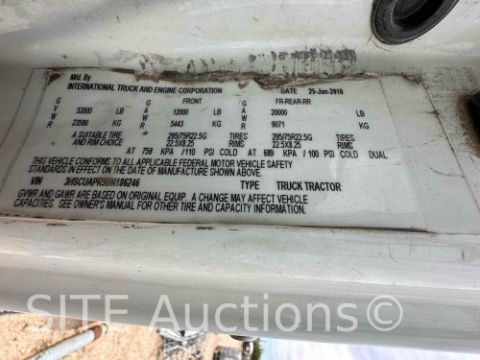 Mfd. By
INTERNATIONAL TRUCK AND ENGINE CORPORATION DATE 25-Jan-2010
G G FRONT G FR-REAR-RR
V 52000 LB A 12000 LB A 20000 LB
W W W
R 23586 KG R 5443 KG R 9071 KG
A SUITABLE TIRE 295/75R22.5G TIRES 295/75R22.5G TIRES
AND RIM CHOICE 22.5X8.25 RIMS 22.5X8.25 RIMS
AT 758 KPA /110 PSI COLD AT 689 KPA / 100 PSI COLD DUAL
THIS VEHICLE CONFORMS TO ALL APPLICABLE FEDERAL MOTOR VEHICLE SAFETY
STANDARDS IN EFFECT ON THE DATE OF MANUFACTURE SHOWN ABOVE.
VIN TYPE TRUCK TRACTOR
GVWR AND GAWR ARE BASED ON ORIGINAL EQUIP. A CHANGE MAY AFFECT VEHICLE
CAPACITIES. SEE OWNER'S MANUAL FOR OTHER TIRE AND CAPACITY INFORMATION.
SITE Auctions©